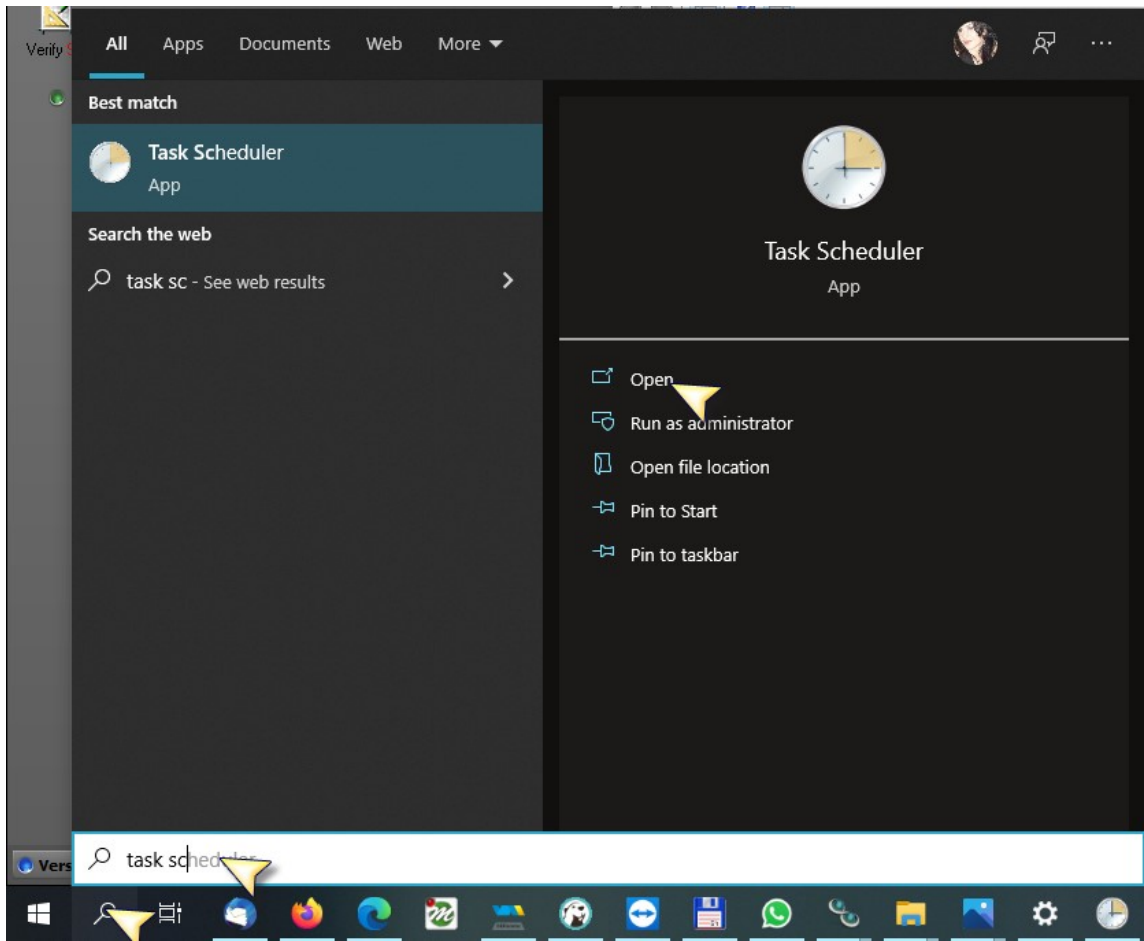 Verify S
All Apps Documents Web More
Best match
Task Scheduler
App
Search the web
task sc - See web results
Task Scheduler
App
Open
Run as administrator
Open file location
Pin to Start
Pin to taskbar
Vers
task scheduler